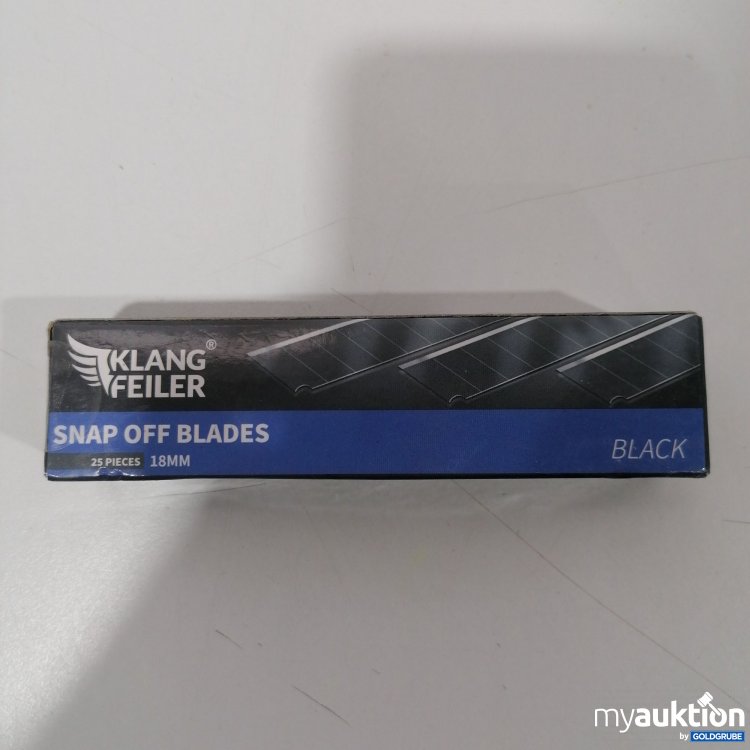 KLANG ®
FEILER
SNAP OFF BLADES
25 PIECES 18MM
BLACK
myauktion
by GOLDGRUBE